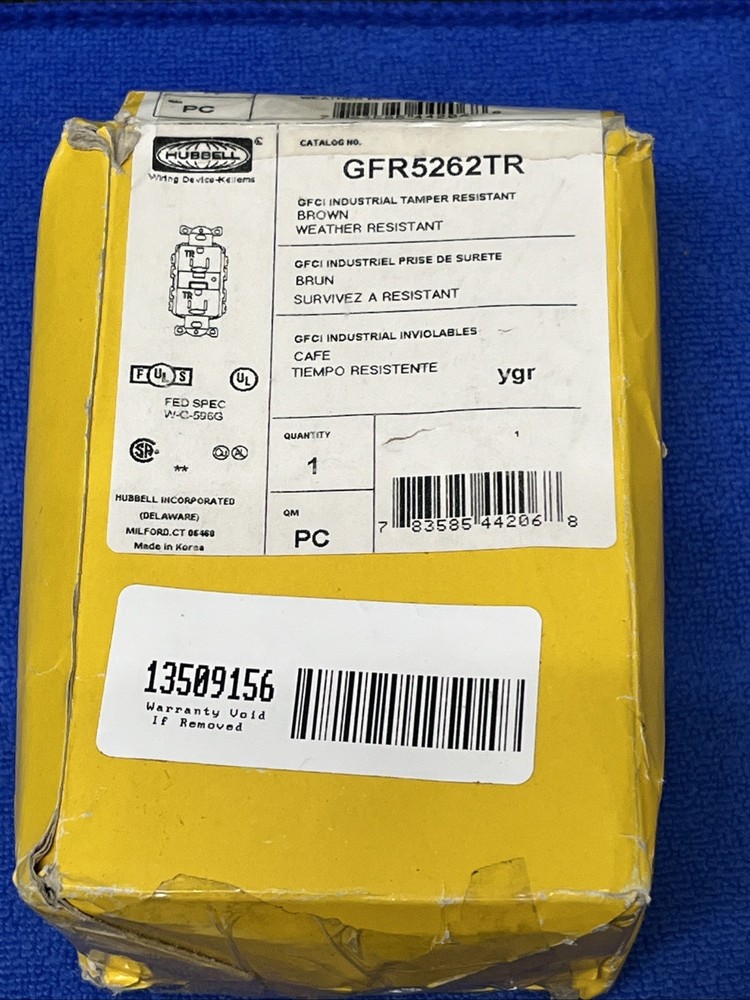 PC
HUBBELL
Wiring Device-Kellems
CATALOG NO.
GFR5262TR
GFCI INDUSTRIAL TAMPER RESISTANT
BROWN
WEATHER RESISTANT
GFCI INDUSTRIEL PRISE DE SURETE
BRUN
SURVIVEZ A RESISTANT
GFCI INDUSTRIAL INVIOLABLES
CAFE
TIEMPO RESISTENTE
ygr
TR
TR
F UL S
UL
FED SPEC
W-C-596G
**
HUBBELL INCORPORATED
(DELAWARE)
MILFORD.CT 06460
Made in Korea
QUANTITY
1
QM
PC
1
7 83585 44206 8
13509156
Warranty Void
If Removed